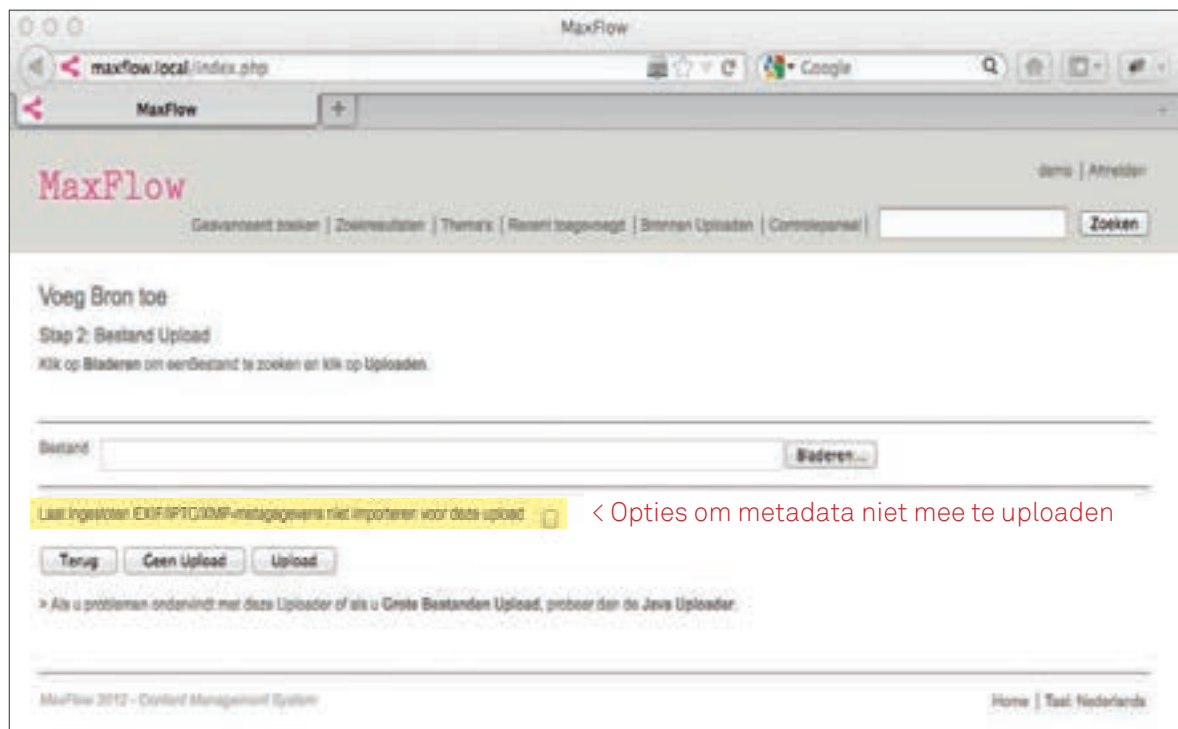 MaxFlow
maxflow.local/index.php
Google
MaxFlow
MaxFlow
demo | Afmelden
Geavanceerd zoeken | Zoekresultaten | Thema's | Recent toegevoegd | Bronnen Uploaden | Controlepaneel |
Zoeken
Voeg Bron toe
Stap 2: Bestand Upload
Klik op Bladeren om eenBestand te zoeken en klik op Uploaden.
Bestand
Bladeren...
Laat ingesloten EXIF/IPTC/XMP-metagegevens niet importeren voor deze upload
< Opties om metadata niet mee te uploaden
Terug
Geen Upload
Upload
> Als u problemen ondervindt met deze Uploader of als u Grote Bestanden Upload, probeer dan de Java Uploader.
MaxFlow 2012 - Content Management System
Home | Taal: Nederlands